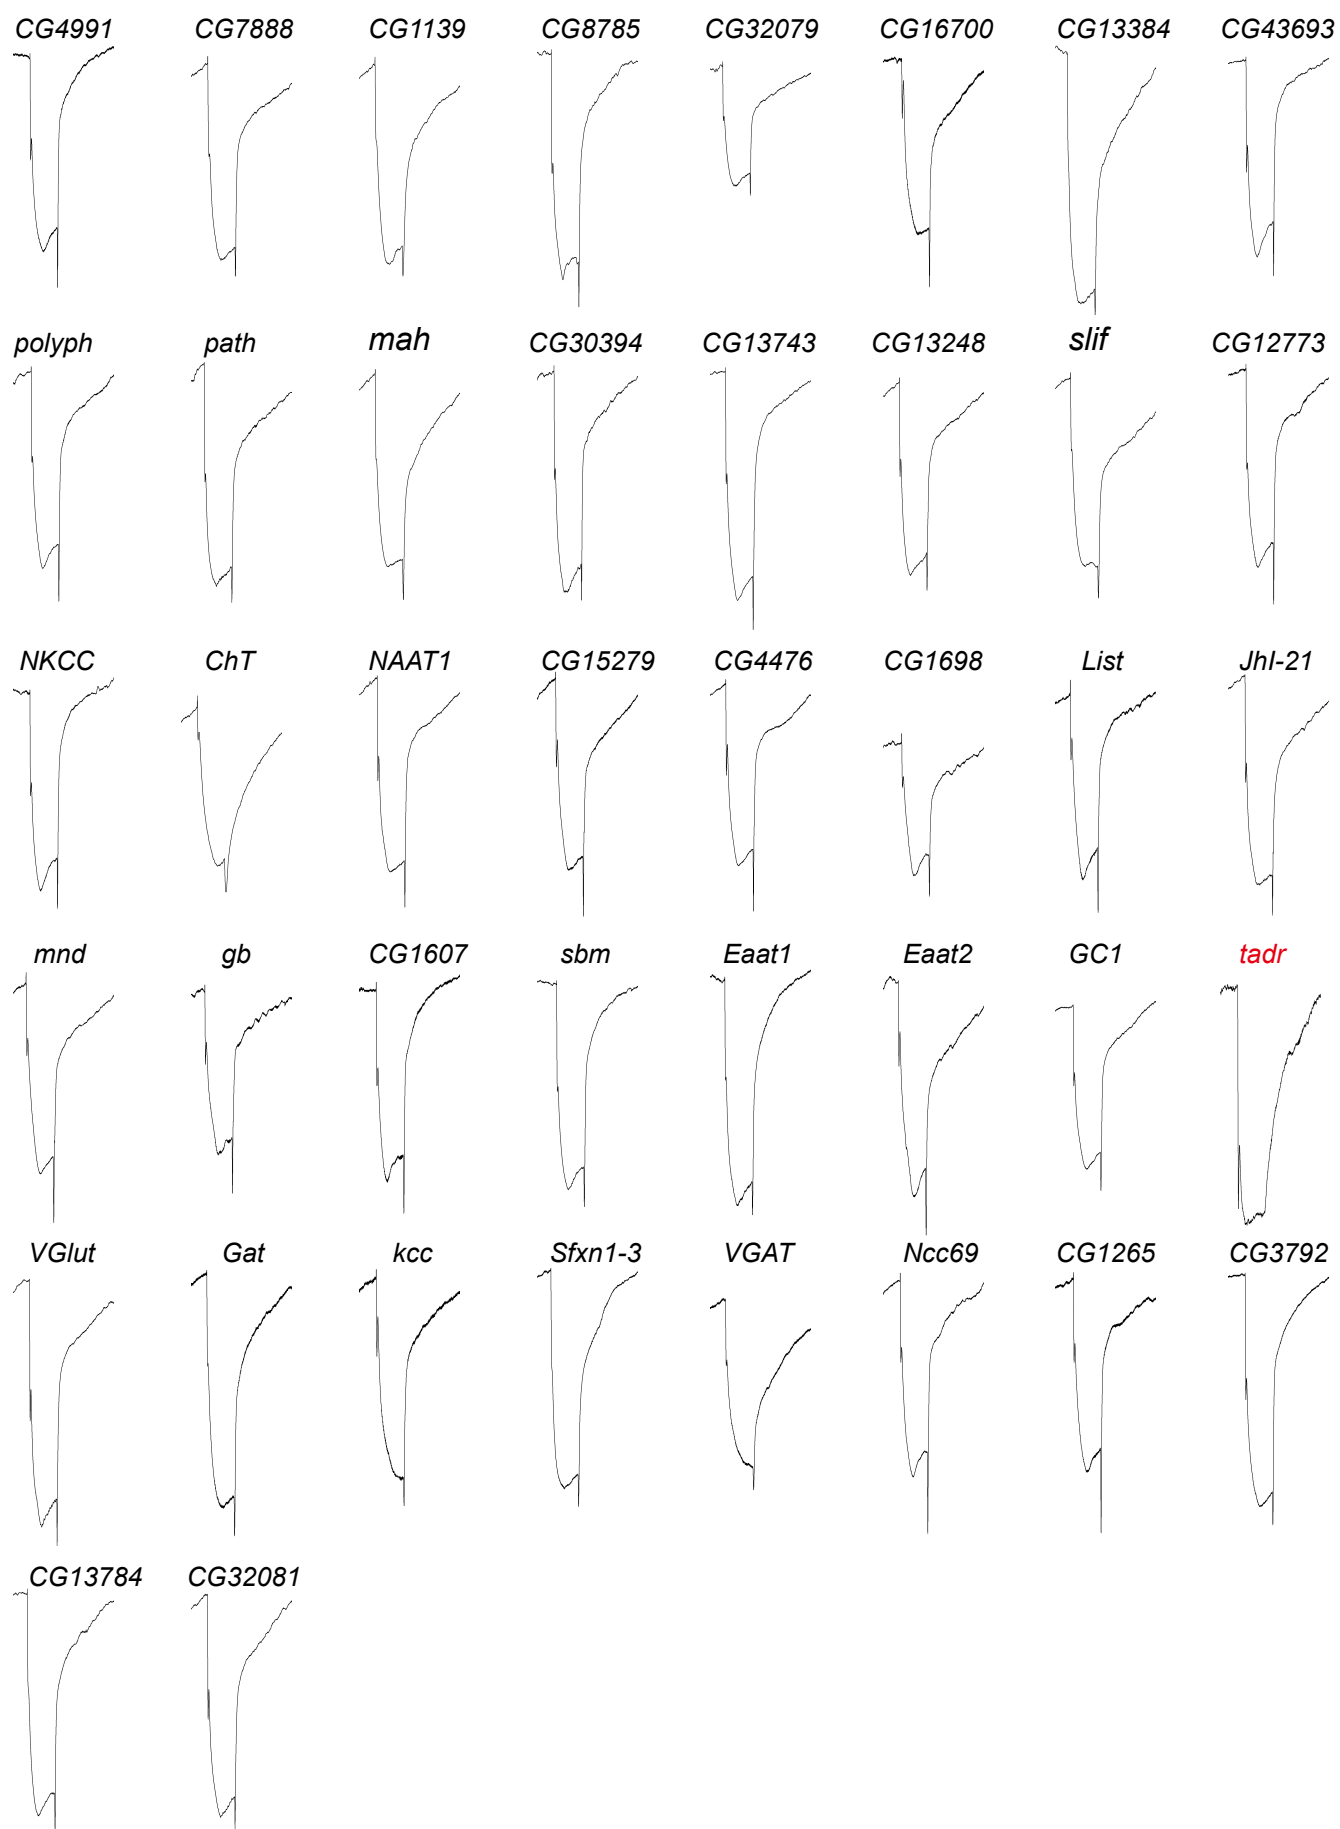 CG4991 CG7888 CG1139 CG8785 CG32079 CG16700 CG13384 CG43693
polyph path mah CG30394 CG13743 CG13248 slif CG12773
NKCC ChT NAAT1 CG15279 CG4476 CG1698 List JhI-21
mnd gb CG1607 sbm Eaat1 Eaat2 GC1 tadr
VGlut Gat kcc Sfxn1-3 VGAT Ncc69 CG1265 CG3792
CG13784 CG32081